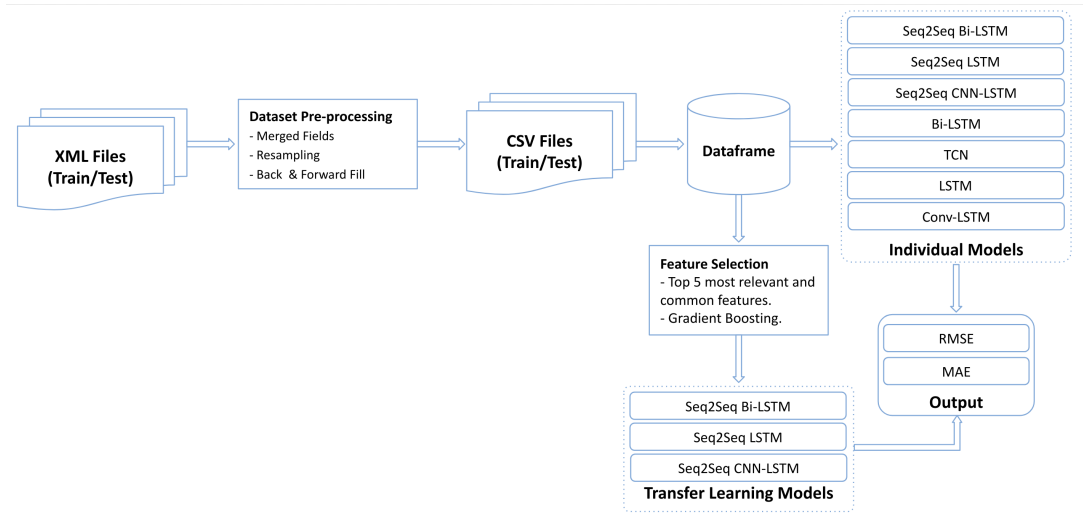 XML Files
(Train/Test)
Dataset Pre-processing
- Merged Fields
- Resampling
- Back & Forward Fill
CSV Files
(Train/Test)
Dataframe
Seq2Seq Bi-LSTM
Seq2Seq LSTM
Seq2Seq CNN-LSTM
Bi-LSTM
TCN
LSTM
Conv-LSTM
Individual Models
Feature Selection
- Top 5 most relevant and
common features.
- Gradient Boosting.
RMSE
MAE
Output
Seq2Seq Bi-LSTM
Seq2Seq LSTM
Seq2Seq CNN-LSTM
Transfer Learning Models